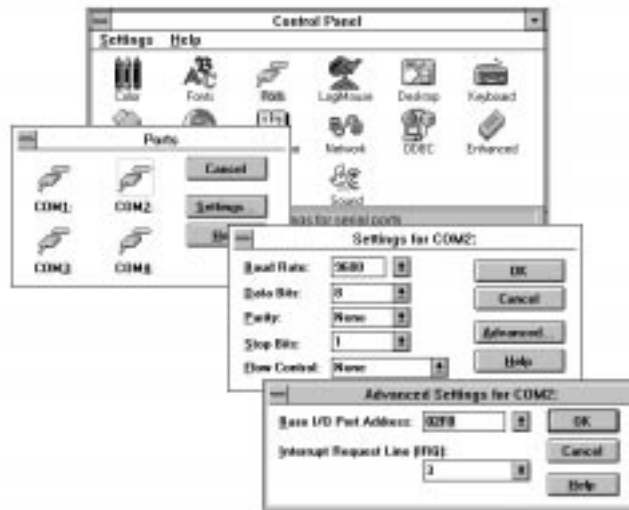 Control Panel
Settings Help
Color Fonts Ports LogiMouse Desktop Keyboard
Network ODBC Enhanced
Sound
Ports
Cancel
COM1: COM2:
Settings...
COM3: COM4:
Settings for COM2:
Baud Rate: 9600
OK
Data Bits: 8
Cancel
Parity: None
Advanced...
Stop Bits: 1
Help
Flow Control: None
Advanced Settings for COM2:
Base I/O Port Address: 02F8
OK
Interrupt Request Line (IRQ):
Cancel
3
Help